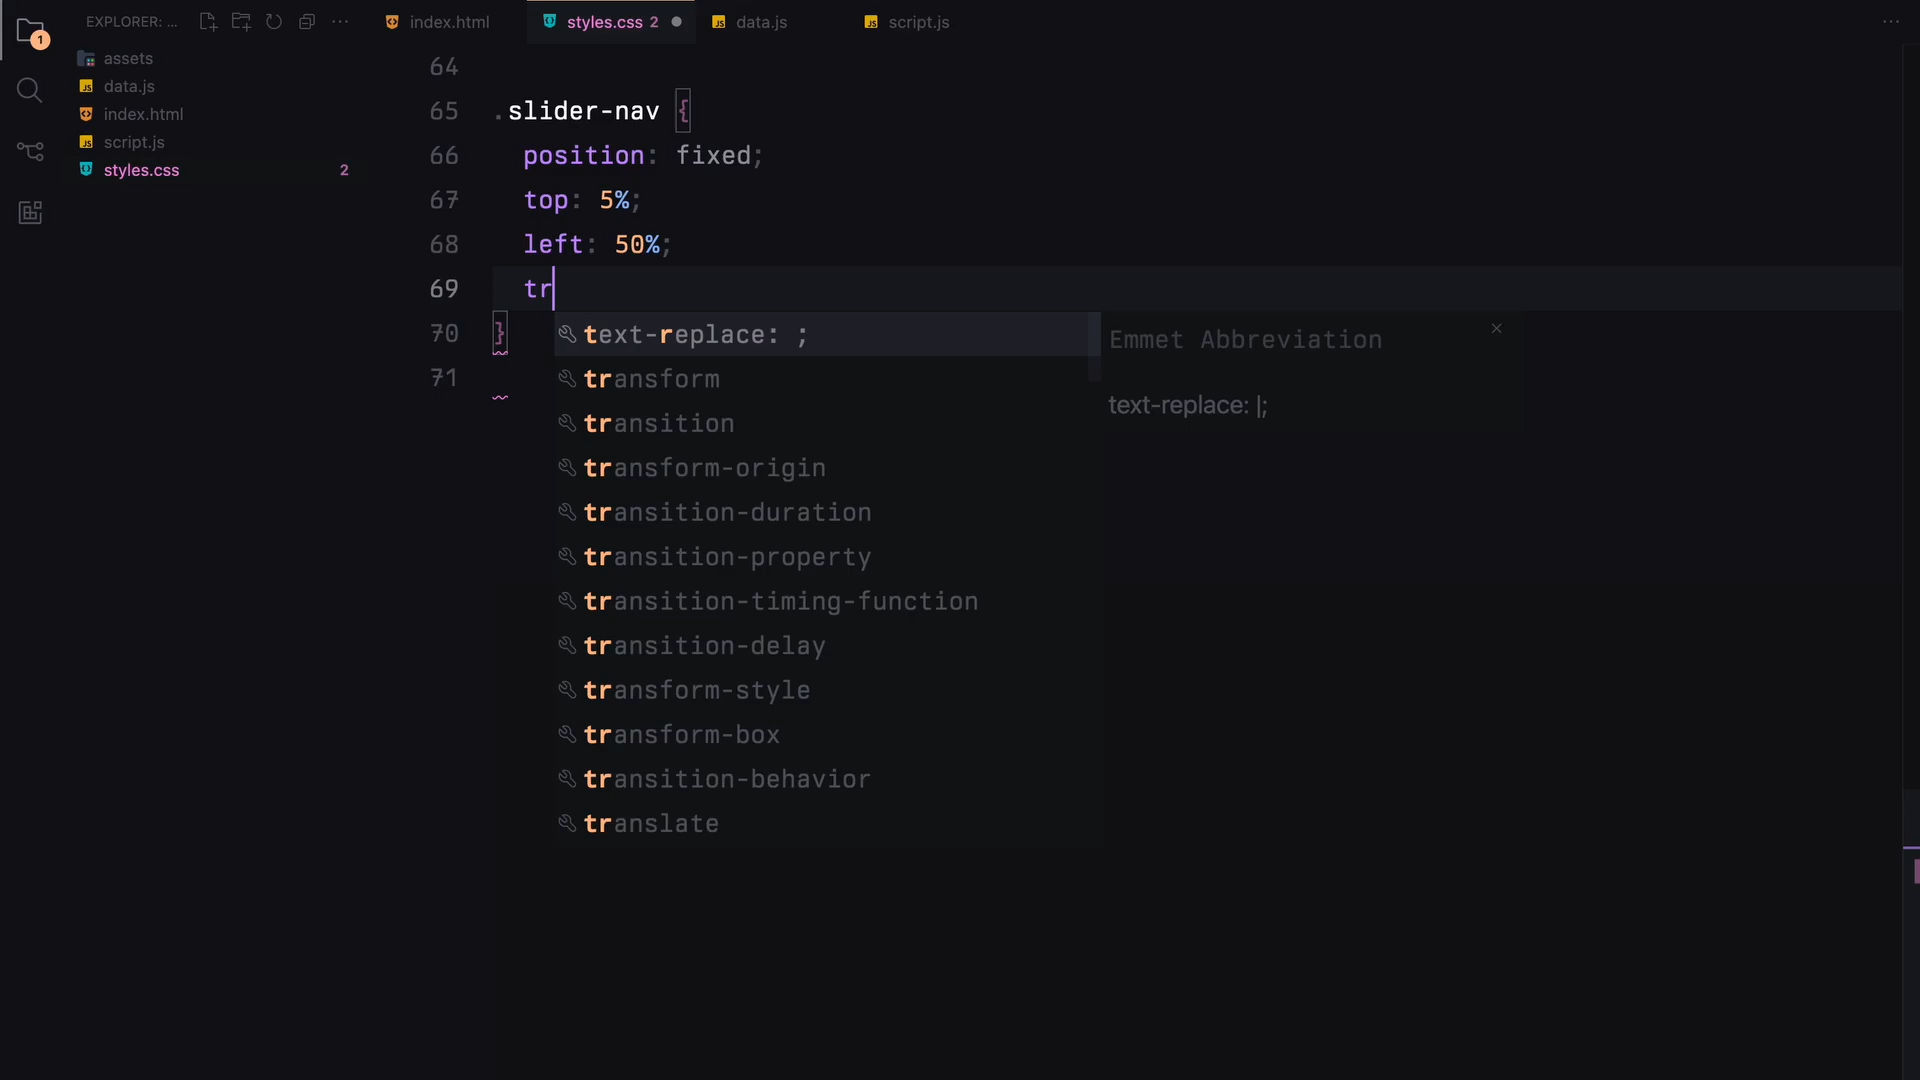 EXPLORER: ...
1
assets
data.js
index.html
script.js
styles.css 2
index.html
styles.css 2
data.js
script.js
64
65 .slider-nav {
66 position: fixed;
67 top: 5%;
68 left: 50%;
69 tr
70 }
71
text-replace: ;
transform
transition
transform-origin
transition-duration
transition-property
transition-timing-function
transition-delay
transform-style
transform-box
transition-behavior
translate
Emmet Abbreviation
text-replace: |;